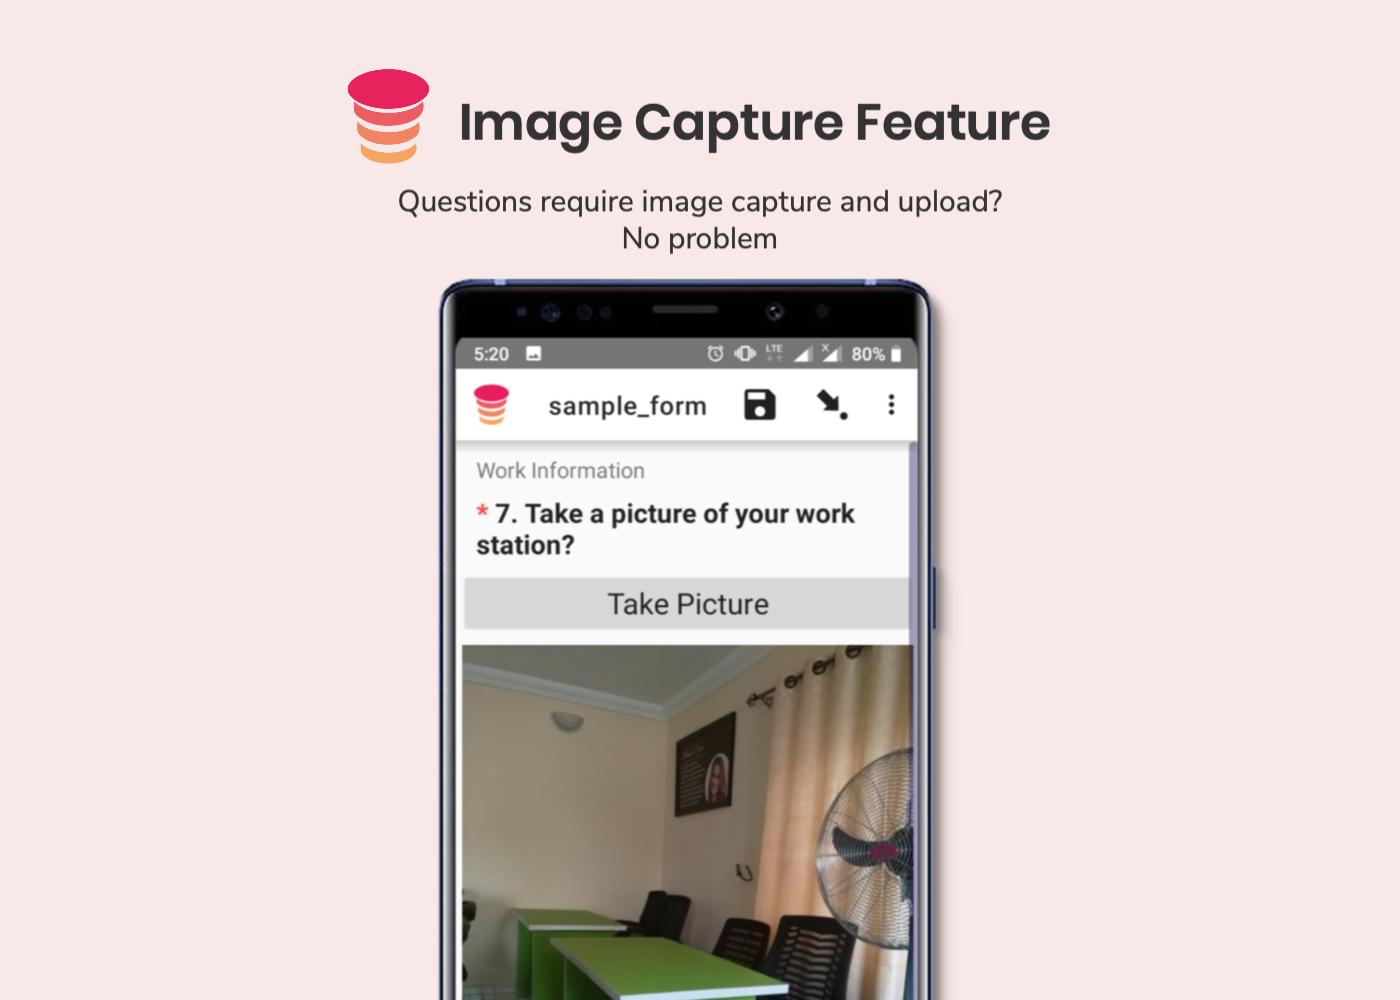 Image Capture Feature
Questions require image capture and upload?
No problem
5:20
LTE
X
80%
sample_form
Work Information
* 7. Take a picture of your work
station?
Take Picture